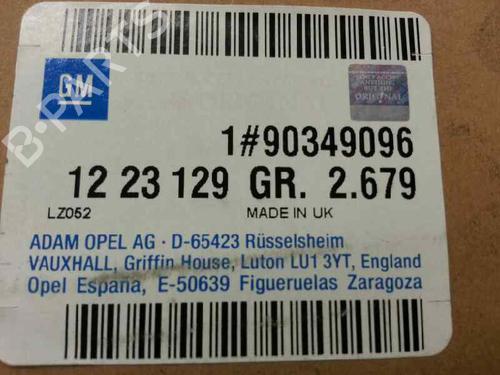 GM
ORIGINAL
1#90349096
12 23 129 GR. 2.679
LZ052 MADE IN UK
ADAM OPEL AG · D-65423 Rüsselsheim
VAUXHALL, Griffin House, Luton LU1 3YT, England
Opel España, E-50639 Figueruelas Zaragoza
B-PARTS